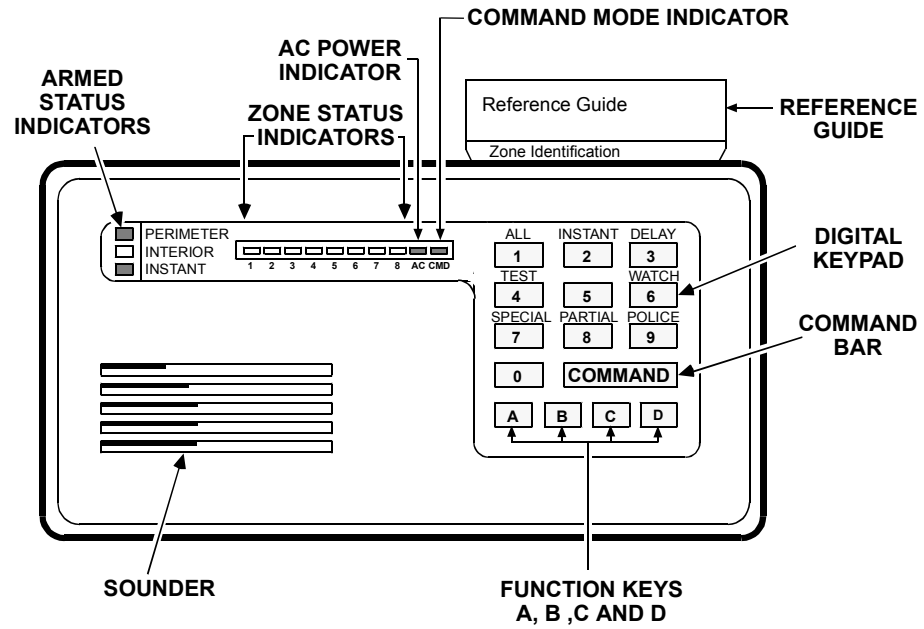 COMMAND MODE INDICATOR
AC POWER
INDICATOR
ARMED
STATUS
INDICATORS
ZONE STATUS
INDICATORS
Reference Guide
Zone Identification
REFERENCE
GUIDE
PERIMETER
INTERIOR
INSTANT
1 2 3 4 5 6 7 8 AC CMD
ALL INSTANT DELAY
1 2 3
TEST WATCH
4 5 6
SPECIAL PARTIAL POLICE
7 8 9
0 COMMAND
A B C D
DIGITAL
KEYPAD
COMMAND
BAR
SOUNDER
FUNCTION KEYS
A, B ,C AND D